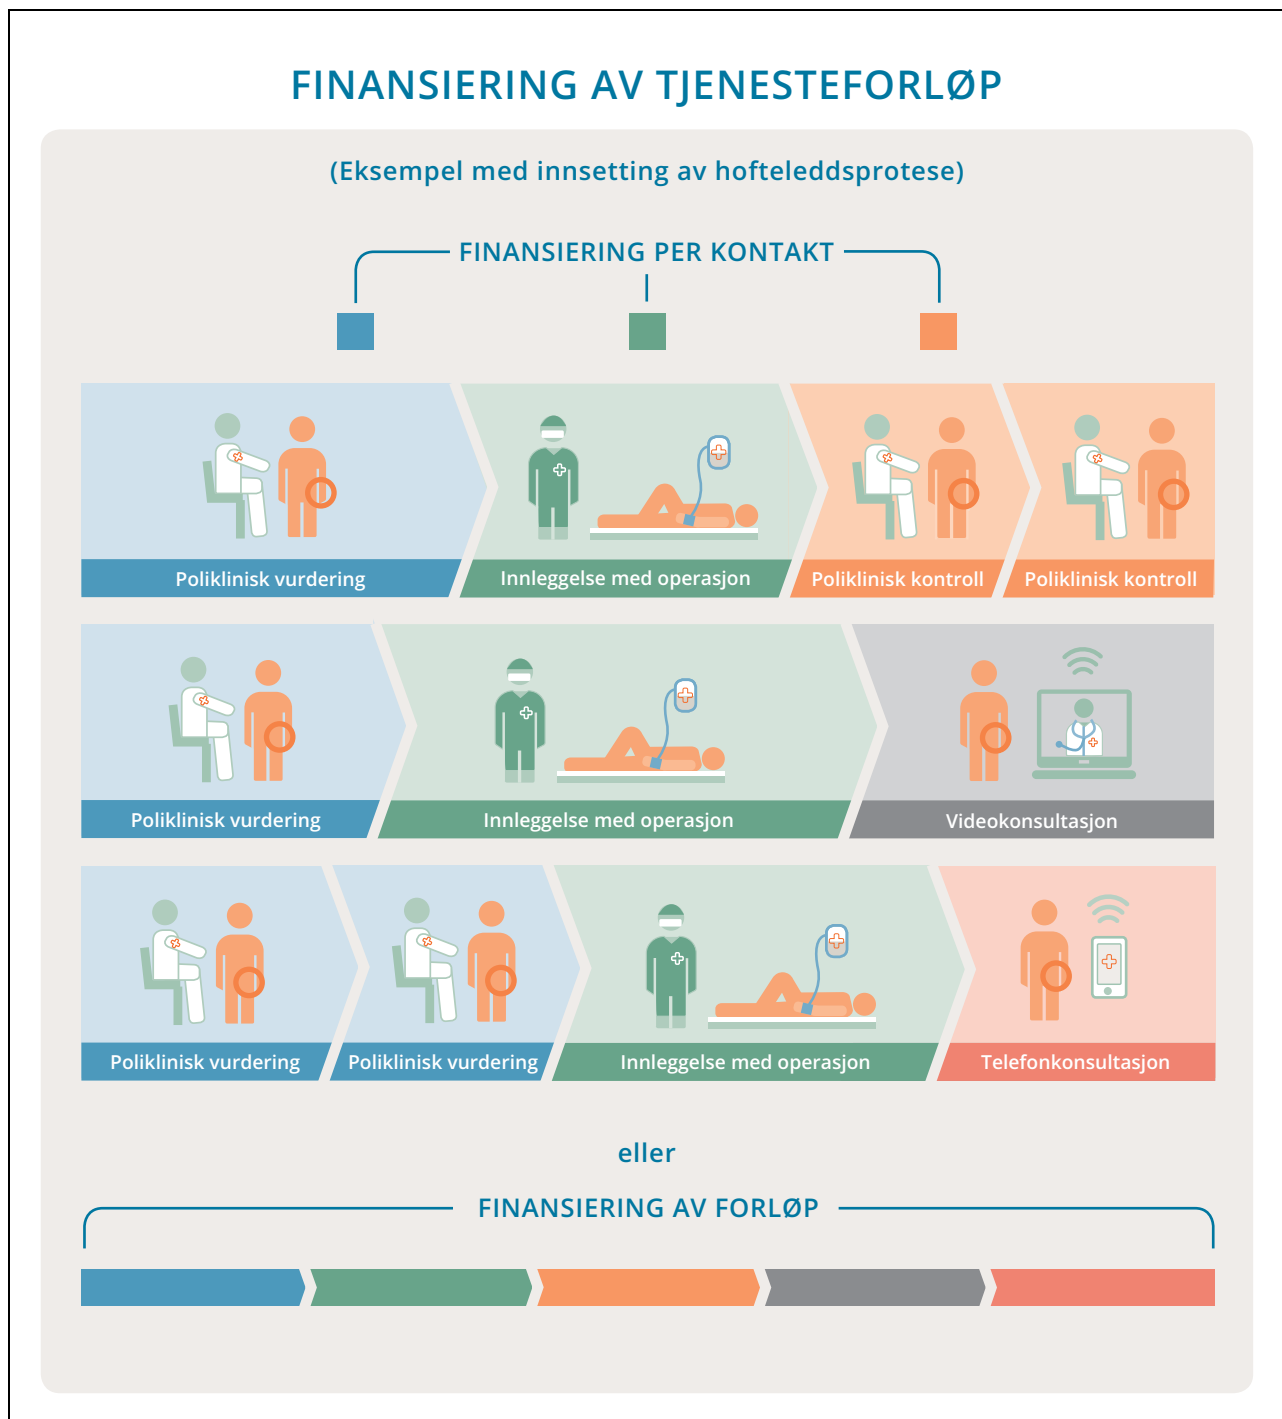 FINANSIERING AV TJENESTEFORLØP
(Eksempel med innsetting av hofteleddsprotese)
FINANSIERING PER KONTAKT
Poliklinisk vurdering
Innleggelse med operasjon
Poliklinisk kontroll
Poliklinisk kontroll
Poliklinisk vurdering
Innleggelse med operasjon
Videokonsultasjon
Poliklinisk vurdering
Poliklinisk vurdering
Innleggelse med operasjon
Telefonkonsultasjon
eller
FINANSIERING AV FORLØP